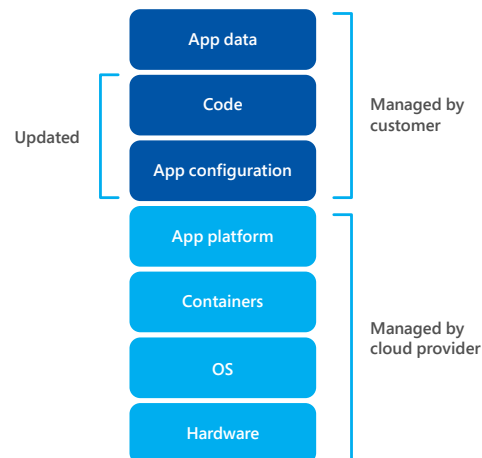 App data
Code
Managed by
customer
Updated
App configuration
App platform
Containers
Managed by
cloud provider
OS
Hardware